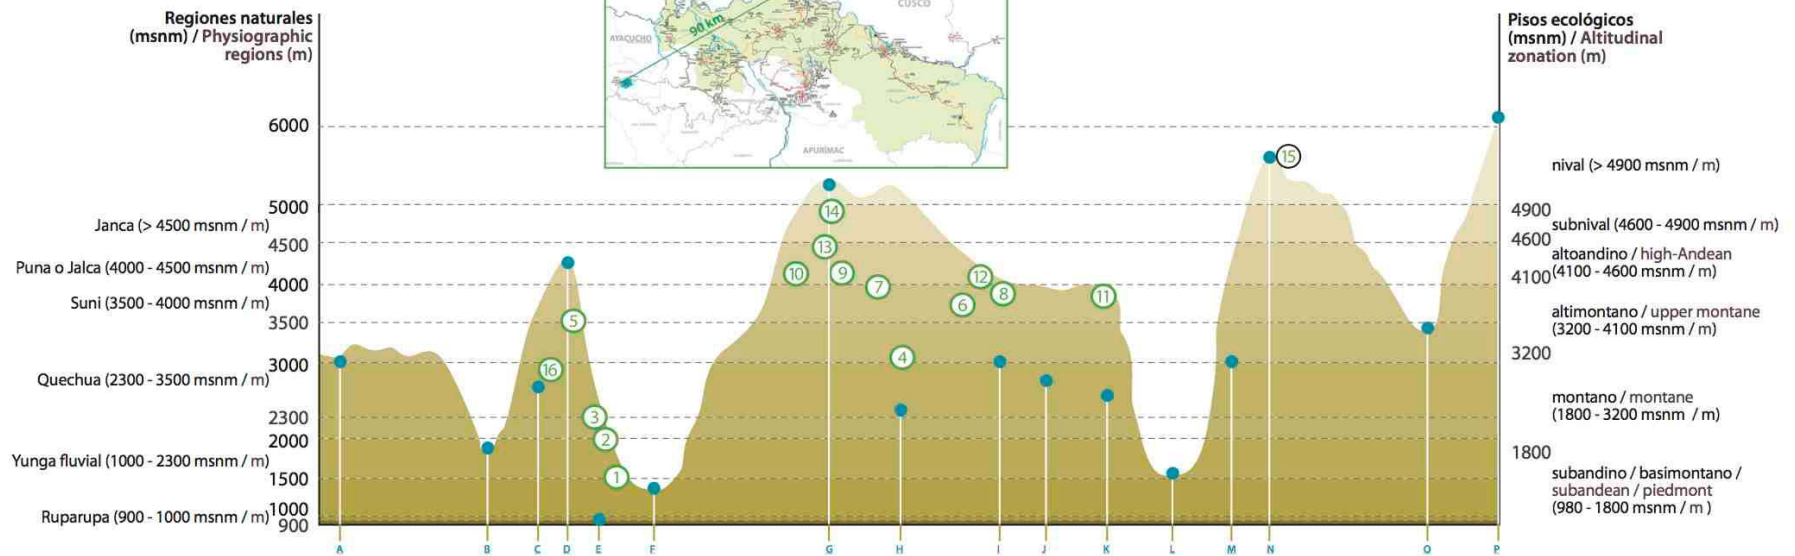 Regiones naturales
(msnm) / Physiographic
regions (m)
CUSCO
AYACUCHO
90 km
APURÍMAC
Pisos ecológicos
(msnm) / Altitudinal
zonation (m)
6000
5000
4500
4000
3500
3000
2300
2000
1500
1000
900
Janca (> 4500 msnm / m)
Puna o Jalca (4000 - 4500 msnm / m)
Suni (3500 - 4000 msnm / m)
Quechua (2300 - 3500 msnm / m)
Yunga fluvial (1000 - 2300 msnm / m)
Ruparupa (900 - 1000 msnm / m)
15
14
13
10
9
12
7
8
11
6
5
4
16
3
2
1
nival (> 4900 msnm / m)
4900
subnival (4600 - 4900 msnm / m)
4600
altoandino / high-Andean
4100
(4100 - 4600 msnm / m)
altimontano / upper montane
(3200 - 4100 msnm / m)
3200
montano / montane
(1800 - 3200 msnm / m)
1800
subandino / basimontano /
subandean / piedmont
(980 - 1800 msnm / m )
A B C D E F G H I J K L M N O P